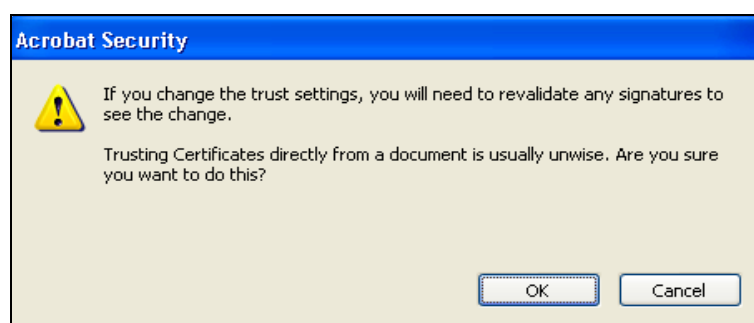 Acrobat Security
If you change the trust settings, you will need to revalidate any signatures to
see the change.
Trusting Certificates directly from a document is usually unwise. Are you sure
you want to do this?
OK
Cancel